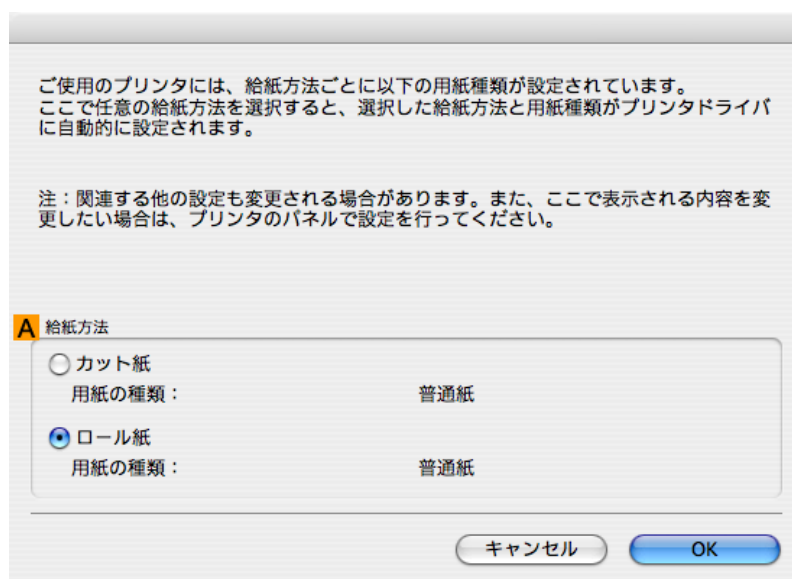 ご使用のプリンタには、給紙方法ごとに以下の用紙種類が設定されています。
ここで任意の給紙方法を選択すると、選択した給紙方法と用紙種類がプリンタドライバ
に自動的に設定されます。
注：関連する他の設定も変更される場合があります。また、ここで表示される内容を変
更したい場合は、プリンタのパネルで設定を行ってください。
A 給紙方法
カット紙
用紙の種類： 普通紙
ロール紙
用紙の種類： 普通紙
キャンセル OK